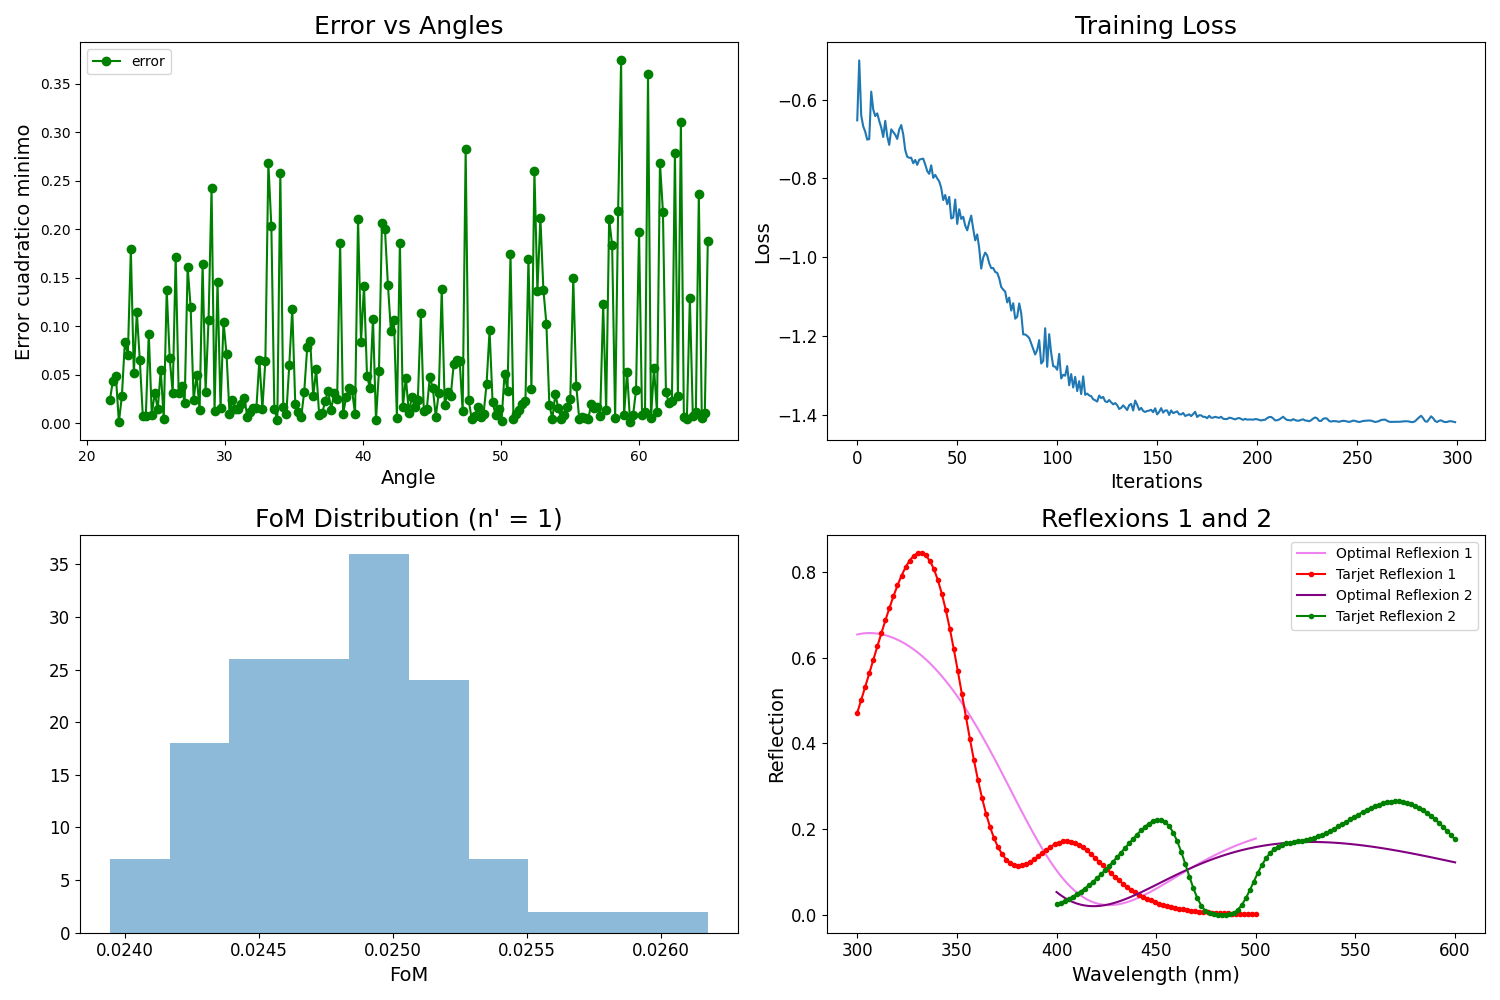 Error vs Angles
error
Error cuadratico minimo
0.35
0.30
0.25
0.20
0.15
0.10
0.05
0.00
20 30 40 50 60
Angle
Training Loss
Loss
−0.6
−0.8
−1.0
−1.2
−1.4
0 50 100 150 200 250 300
Iterations
FoM Distribution (n' = 1)
35
30
25
20
15
10
5
0
0.0240 0.0245 0.0250 0.0255 0.0260
FoM
Reflexions 1 and 2
Optimal Reflexion 1
Tarjet Reflexion 1
Optimal Reflexion 2
Tarjet Reflexion 2
Reflection
0.8
0.6
0.4
0.2
0.0
300 350 400 450 500 550 600
Wavelength (nm)